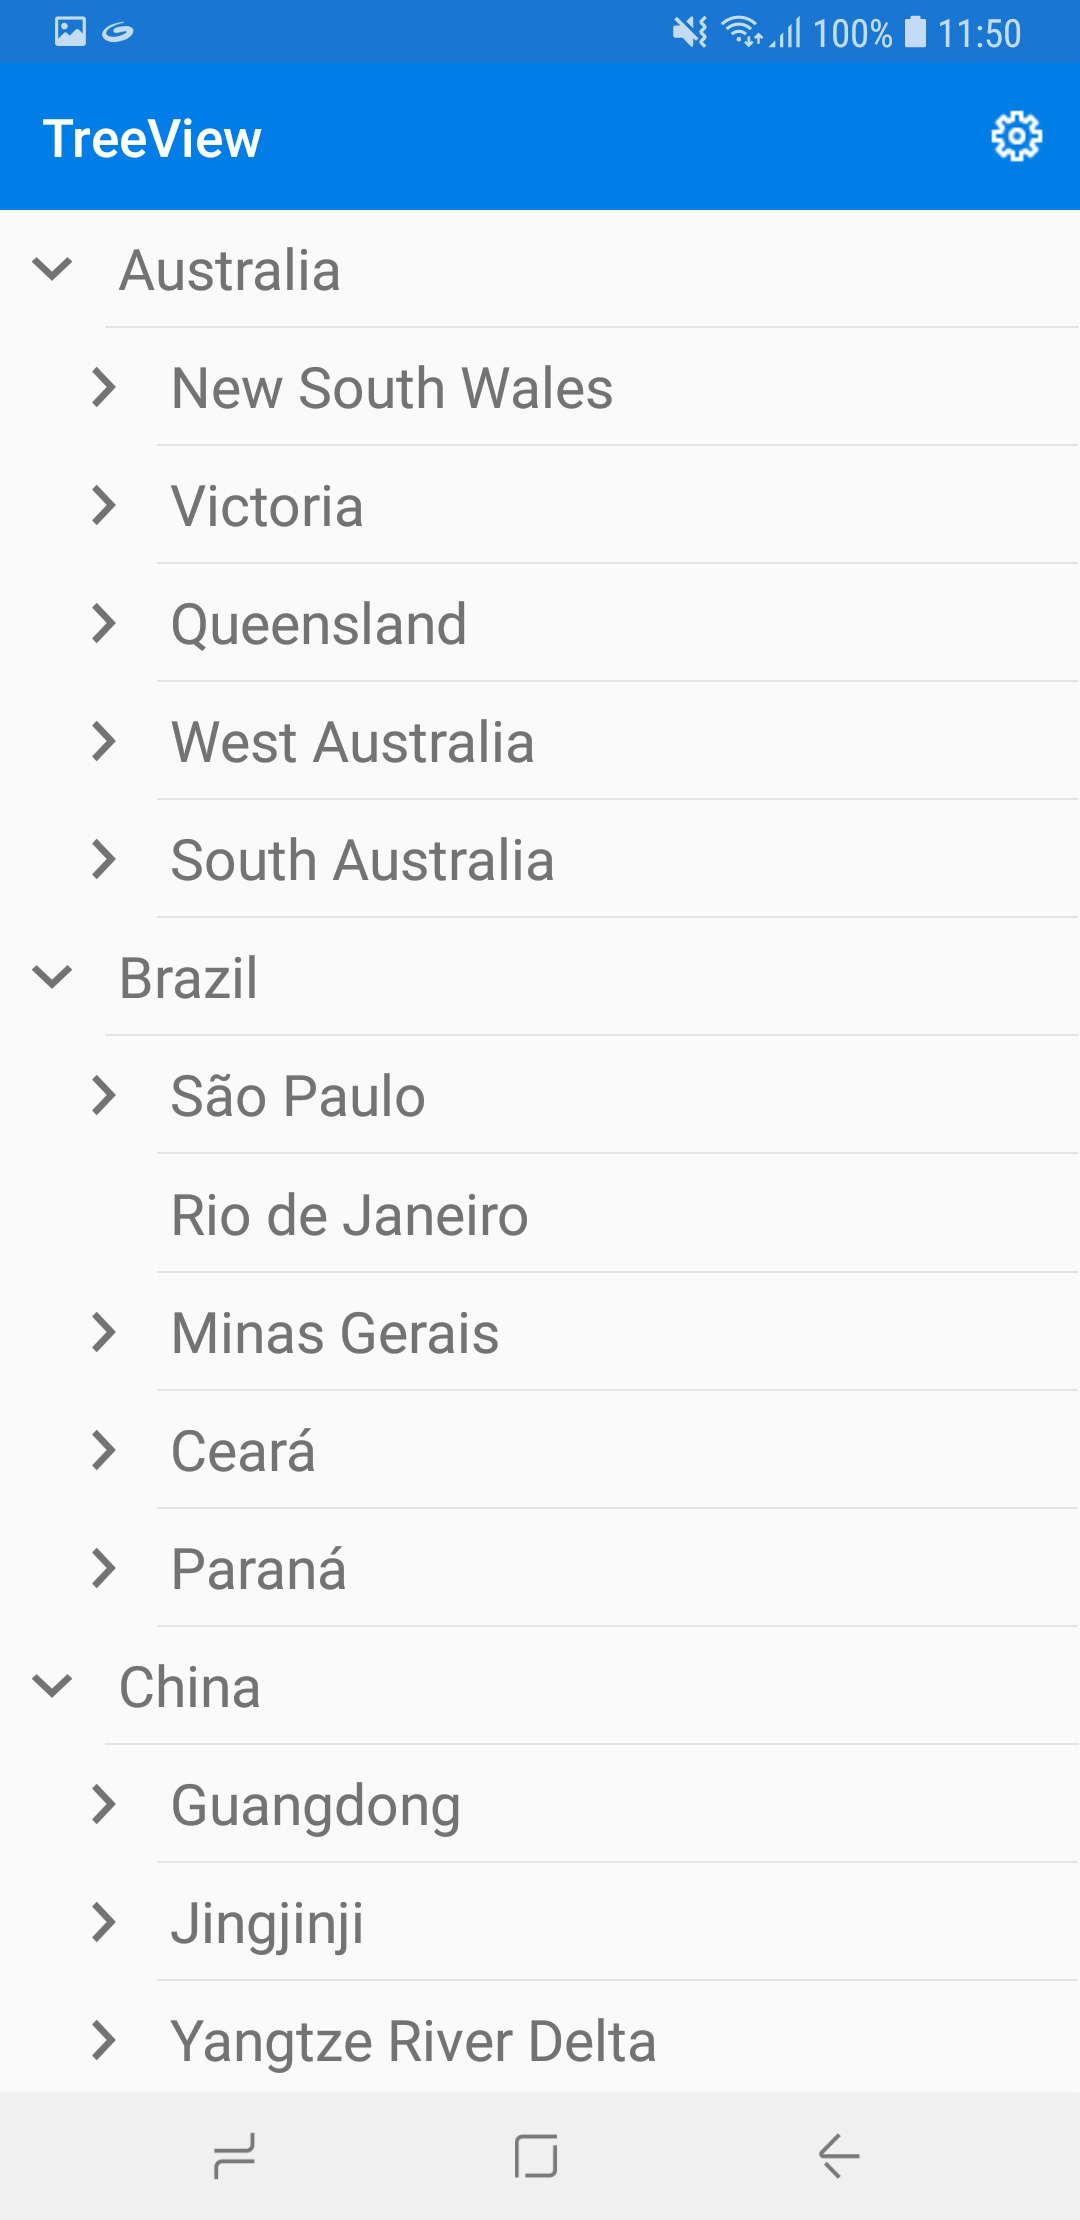 100% 11:50
TreeView
Australia
New South Wales
Victoria
Queensland
West Australia
South Australia
Brazil
São Paulo
Rio de Janeiro
Minas Gerais
Ceará
Paraná
China
Guangdong
Jingjinji
Yangtze River Delta